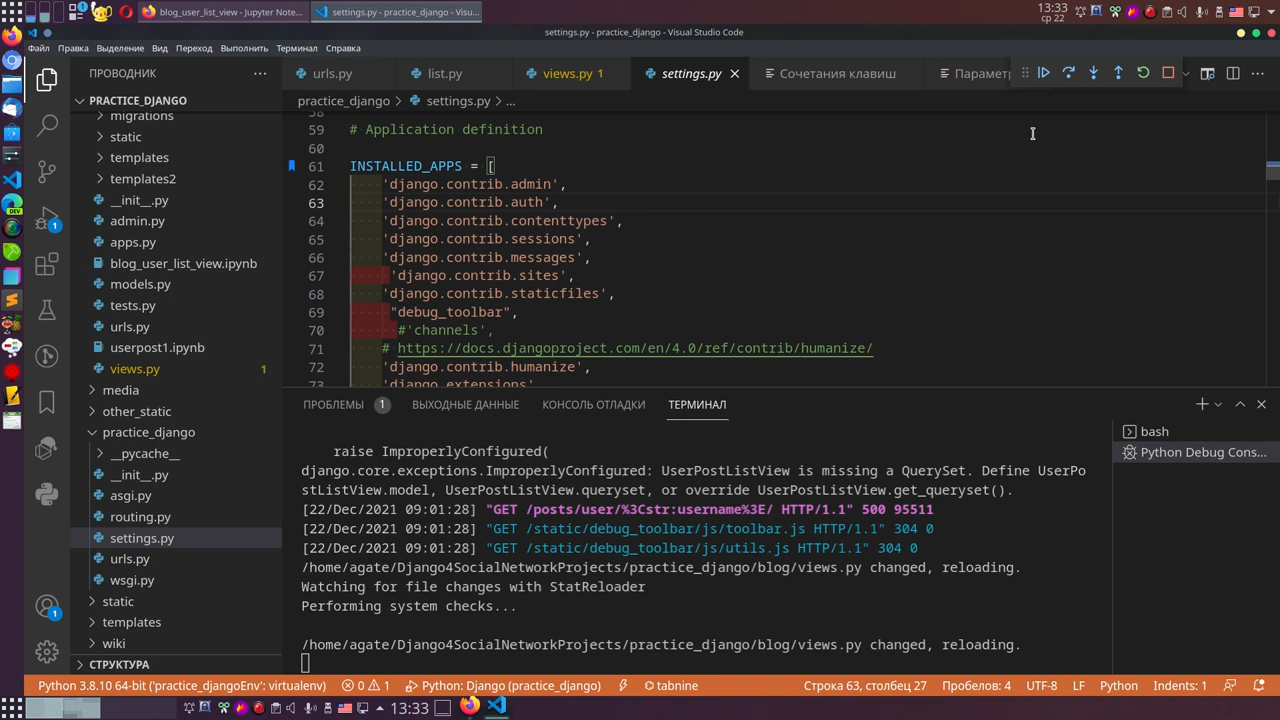 blog_user_list_view - Jupyter Note...
settings.py - practice_django - Visu...
13:33
ср 22
settings.py - practice_django - Visual Studio Code
Файл Правка Выделение Вид Переход Выполнить Терминал Справка
ПРОВОДНИК
urls.py
list.py
views.py 1
settings.py
Сочетания клавиш
Парамет
PRACTICE_DJANGO
practice_django > settings.py > ...
migrations
static
templates
templates2
__init__.py
admin.py
apps.py
blog_user_list_view.ipynb
models.py
tests.py
urls.py
userpost1.ipynb
views.py 1
media
other_static
practice_django
__pycache__
__init__.py
asgi.py
routing.py
settings.py
urls.py
wsgi.py
static
templates
wiki
СТРУКТУРА
58
59 # Application definition
60
61 INSTALLED_APPS = [
62 'django.contrib.admin',
63 'django.contrib.auth',
64 'django.contrib.contenttypes',
65 'django.contrib.sessions',
66 'django.contrib.messages',
67 'django.contrib.sites',
68 'django.contrib.staticfiles',
69 "debug_toolbar",
70 #'channels',
71 # https://docs.djangoproject.com/en/4.0/ref/contrib/humanize/
72 'django.contrib.humanize',
73 'django_extensions'
ПРОБЛЕМЫ 1 ВЫХОДНЫЕ ДАННЫЕ КОНСОЛЬ ОТЛАДКИ ТЕРМИНАЛ
bash
Python Debug Cons...
raise ImproperlyConfigured(
django.core.exceptions.ImproperlyConfigured: UserPostListView is missing a QuerySet. Define UserPo
stListView.model, UserPostListView.queryset, or override UserPostListView.get_queryset().
[22/Dec/2021 09:01:28] "GET /posts/user/%3Cstr:username%3E/ HTTP/1.1" 500 95511
[22/Dec/2021 09:01:28] "GET /static/debug_toolbar/js/toolbar.js HTTP/1.1" 304 0
[22/Dec/2021 09:01:28] "GET /static/debug_toolbar/js/utils.js HTTP/1.1" 304 0
/home/agate/Django4SocialNetworkProjects/practice_django/blog/views.py changed, reloading.
Watching for file changes with StatReloader
Performing system checks...
/home/agate/Django4SocialNetworkProjects/practice_django/blog/views.py changed, reloading.
Python 3.8.10 64-bit ('practice_djangoEnv': virtualenv) 0 1 Python: Django (practice_django) tabnine Строка 63, столбец 27 Пробелов: 4 UTF-8 LF Python Indents: 1
13:33
DEV
1
1